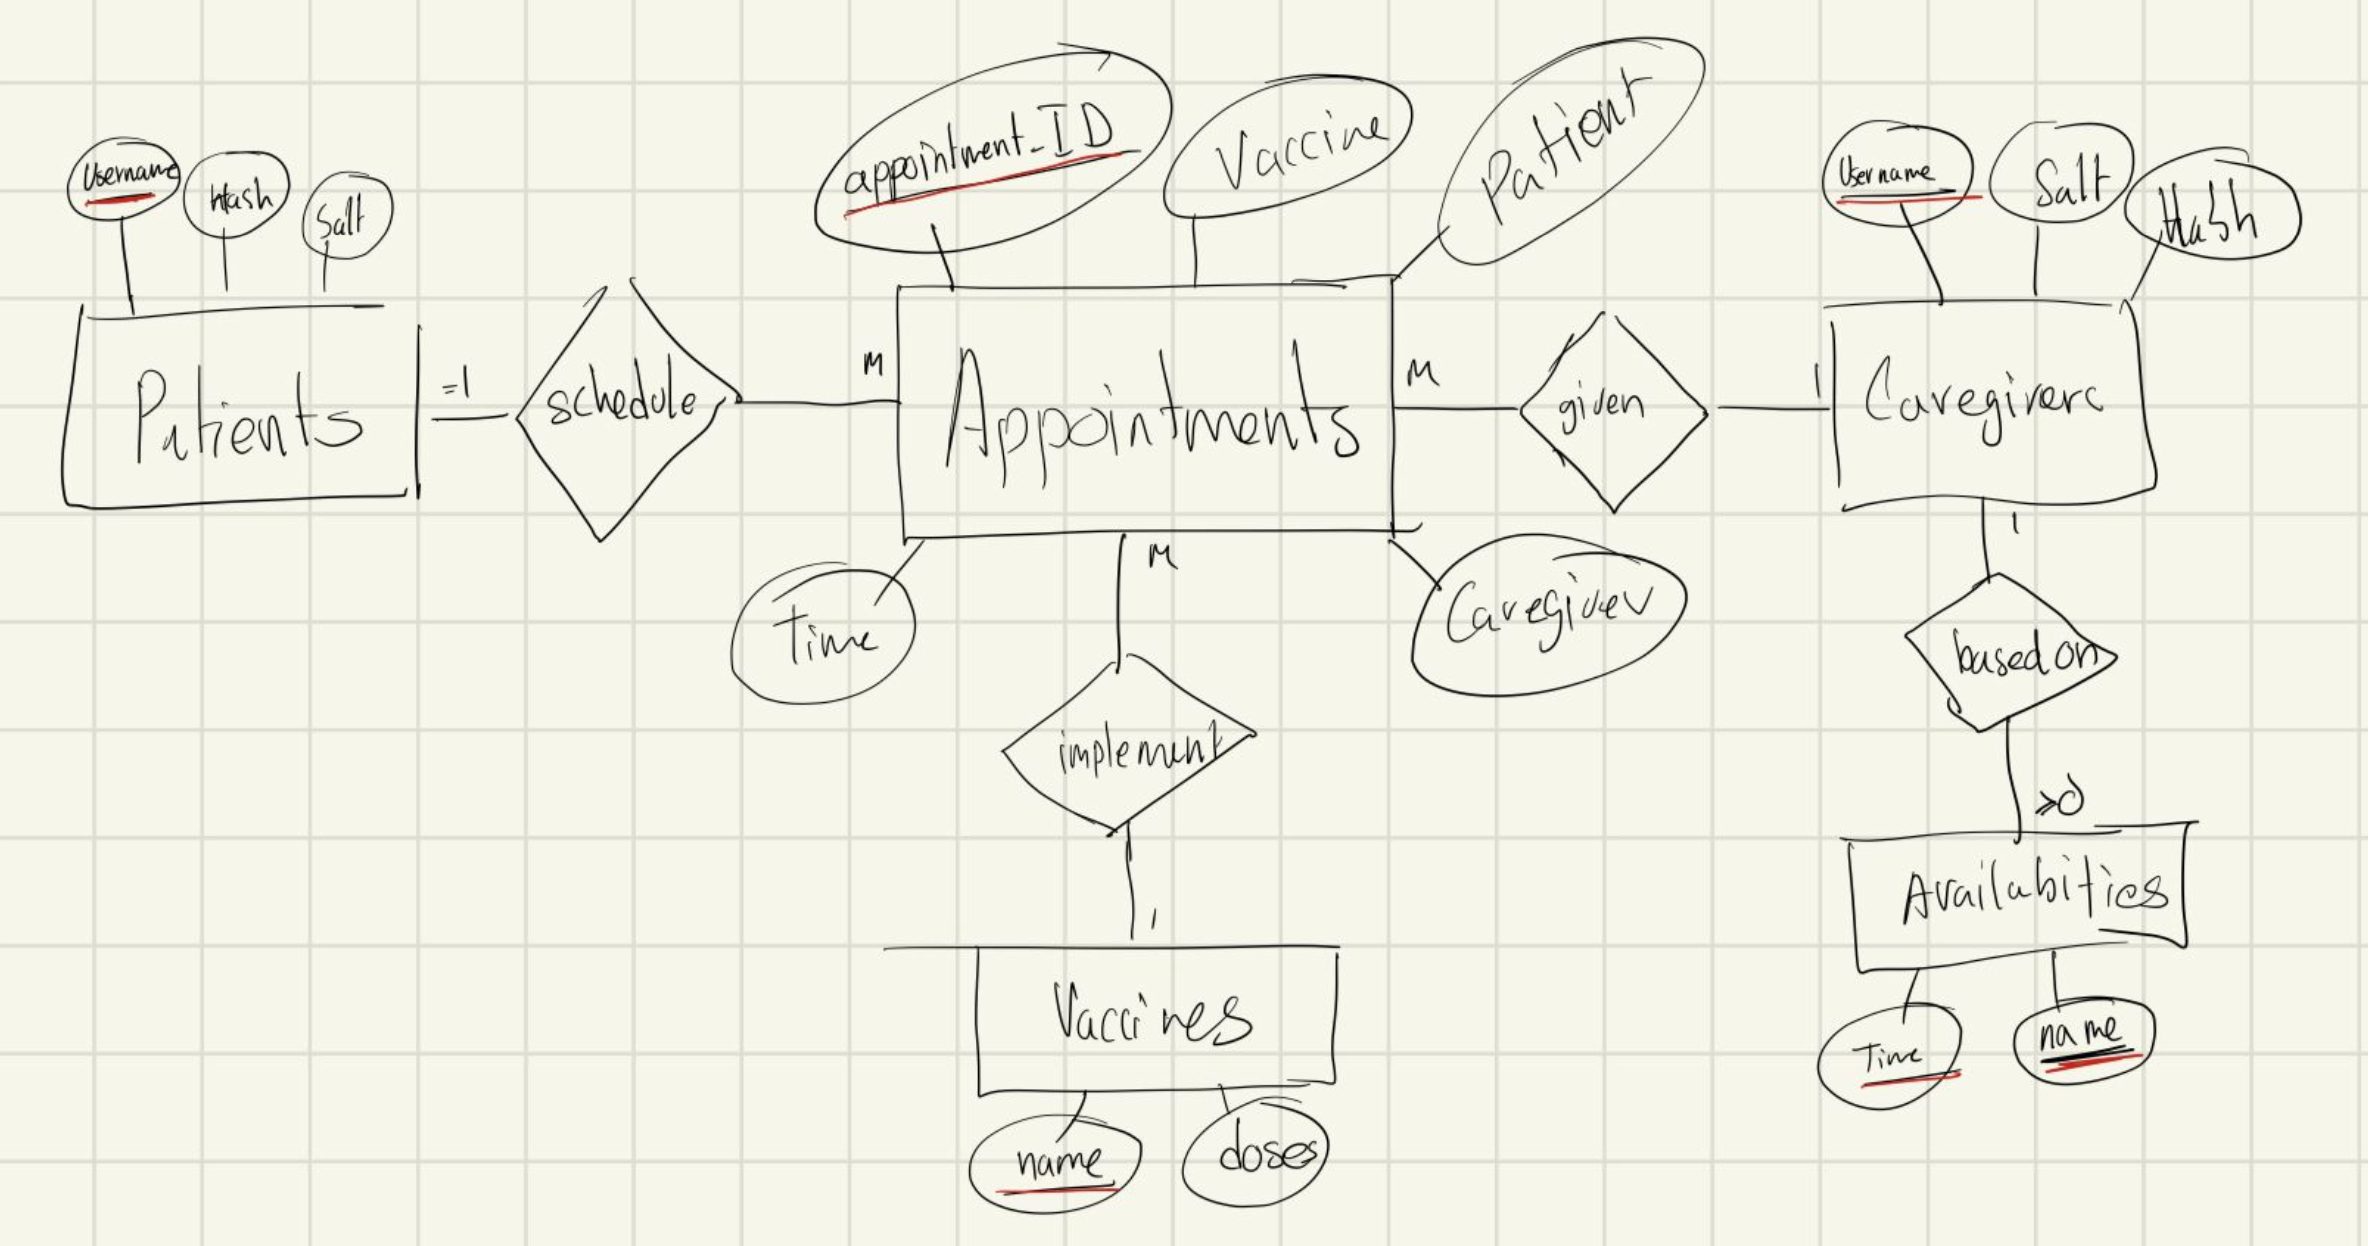 appointment_ID
Vaccine
Patient
Username
Hash
Salt
Username
Salt
Hash
Patients
=1
schedule
M
Appointments
M
given
1
Caregivers
Time
M
Caregiver
1
based on
implement
>0
1
Availabities
Vaccines
Time
name
name
doses